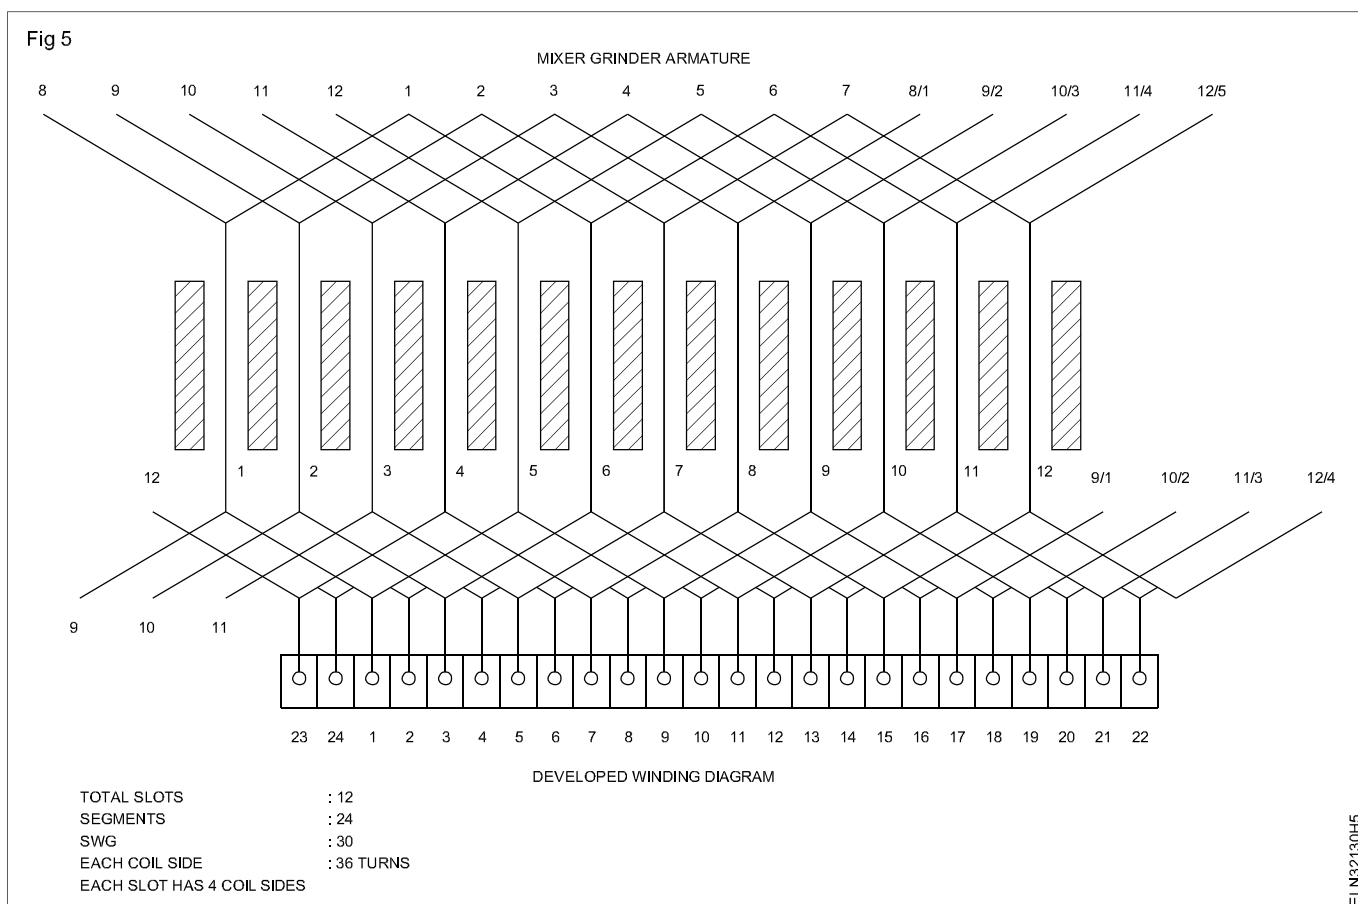 Fig 5
MIXER GRINDER ARMATURE
8 9 10 11 12 1 2 3 4 5 6 7 8/1 9/2 10/3 11/4 12/5
1 2 3 4 5 6 7 8 9 10 11 12
12 9/1 10/2 11/3 12/4
9 10 11
23 24 1 2 3 4 5 6 7 8 9 10 11 12 13 14 15 16 17 18 19 20 21 22
DEVELOPED WINDING DIAGRAM
TOTAL SLOTS : 12
SEGMENTS : 24
SWG : 30
EACH COIL SIDE : 36 TURNS
EACH SLOT HAS 4 COIL SIDES
ELN32130H5